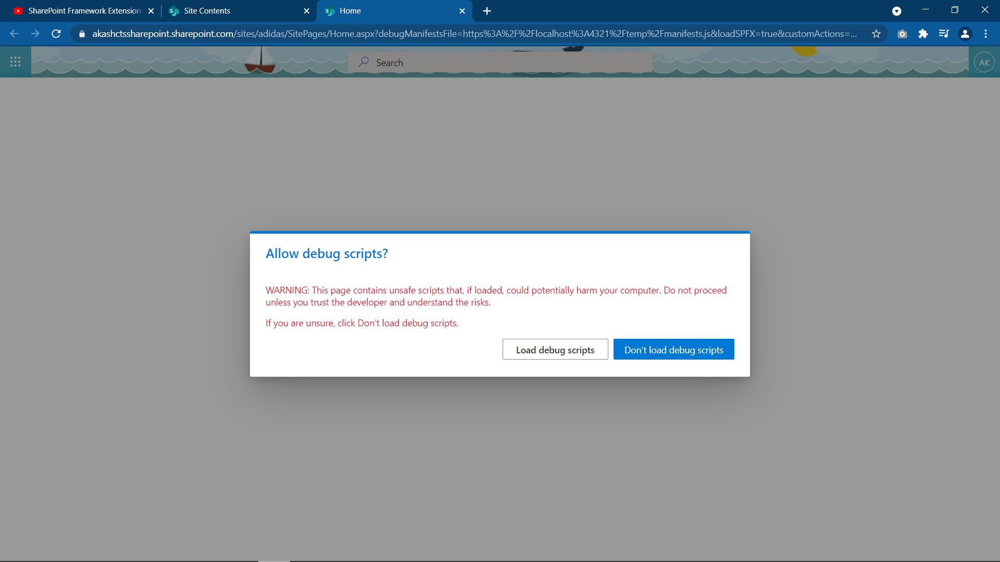 SharePoint Framework Extension
Site Contents
Home
akashctssharepoint.sharepoint.com/sites/adidas/SitePages/Home.aspx?debugManifestsFile=https%3A%2F%2Flocalhost%3A4321%2Ftemp%2Fmanifests.js&loadSPFX=true&customActions=...
Search
AK
Allow debug scripts?
WARNING: This page contains unsafe scripts that, if loaded, could potentially harm your computer. Do not proceed
unless you trust the developer and understand the risks.
If you are unsure, click Don't load debug scripts.
Load debug scripts
Don't load debug scripts